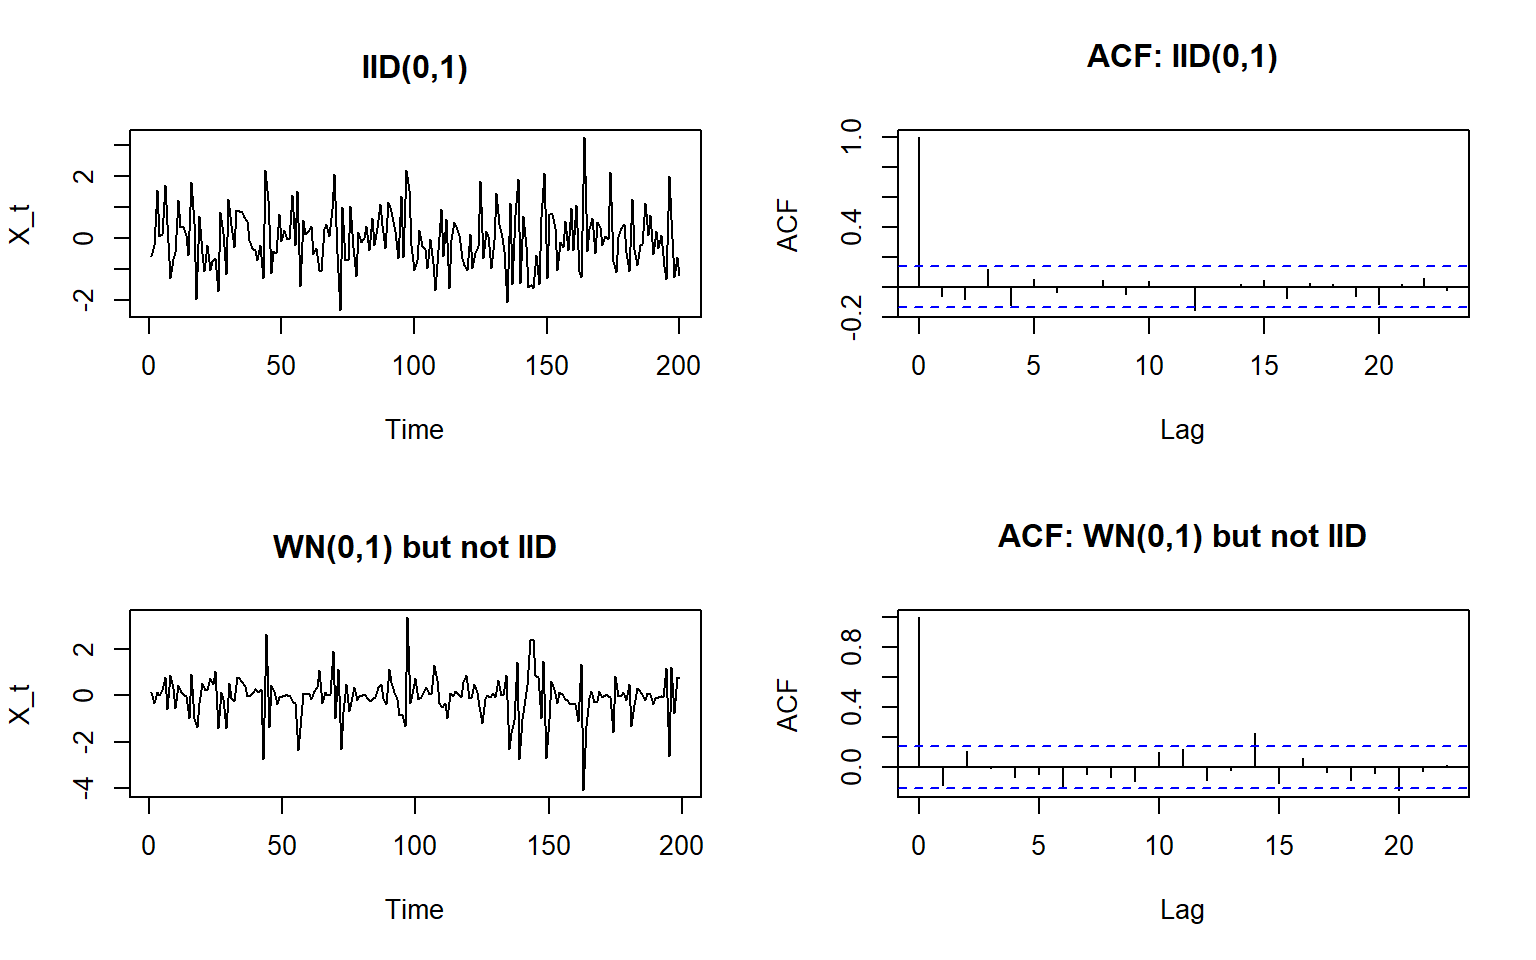 IID(0,1)
X_t
2
0
-2
0 50 100 150 200
Time
ACF: IID(0,1)
ACF
1.0
0.4
-0.2
0 5 10 15 20
Lag
WN(0,1) but not IID
X_t
2
0
-2
-4
0 50 100 150 200
Time
ACF: WN(0,1) but not IID
ACF
0.8
0.4
0.0
0 5 10 15 20
Lag